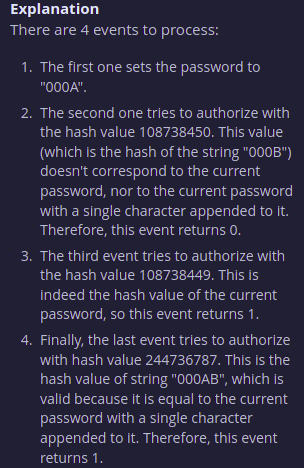 Explanation
There are 4 events to process:
1. The first one sets the password to
"000A".
2. The second one tries to authorize with
the hash value 108738450. This value
(which is the hash of the string "000B")
doesn't correspond to the current
password, nor to the current password
with a single character appended to it.
Therefore, this event returns 0.
3. The third event tries to authorize with
the hash value 108738449. This is
indeed the hash value of the current
password, so this event returns 1.
4. Finally, the last event tries to authorize
with hash value 244736787. This is the
hash value of string "000AB", which is
valid because it is equal to the current
password with a single character
appended to it. Therefore, this event
returns 1.